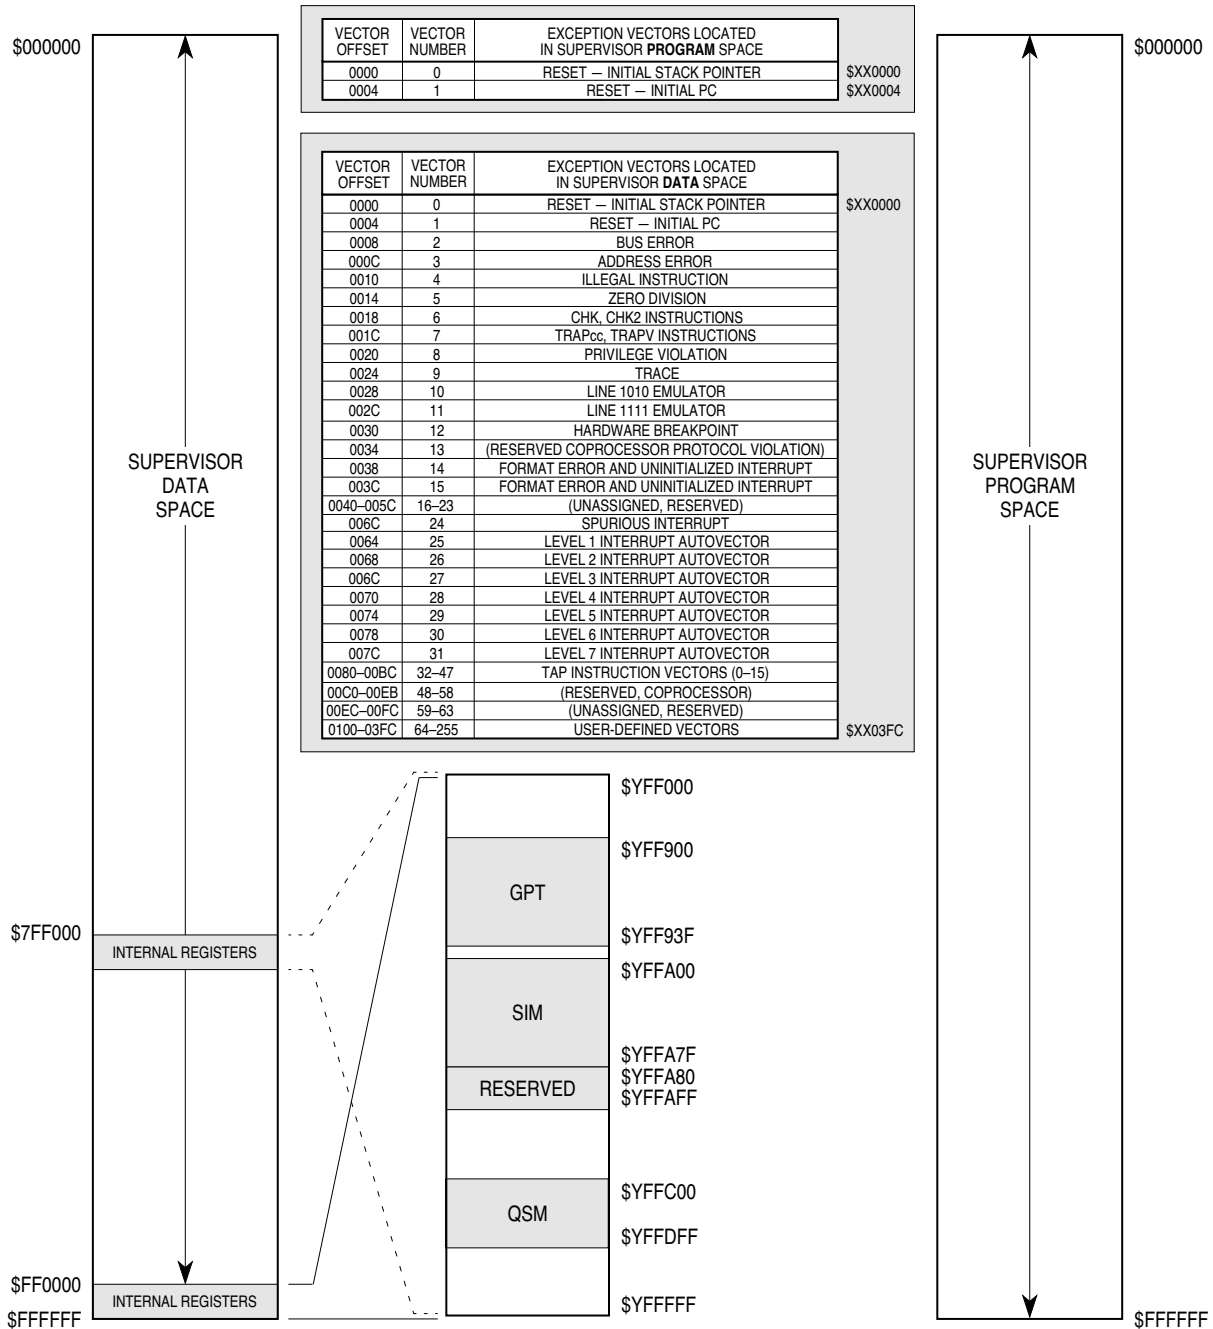 VECTOR OFFSET VECTOR NUMBER EXCEPTION VECTORS LOCATED IN SUPERVISOR PROGRAM SPACE
0000 0 RESET — INITIAL STACK POINTER $XX0000
0004 1 RESET — INITIAL PC $XX0004
$000000
$000000
VECTOR OFFSET VECTOR NUMBER EXCEPTION VECTORS LOCATED IN SUPERVISOR DATA SPACE
0000 0 RESET — INITIAL STACK POINTER $XX0000
0004 1 RESET — INITIAL PC
0008 2 BUS ERROR
000C 3 ADDRESS ERROR
0010 4 ILLEGAL INSTRUCTION
0014 5 ZERO DIVISION
0018 6 CHK, CHK2 INSTRUCTIONS
001C 7 TRAPcc, TRAPV INSTRUCTIONS
0020 8 PRIVILEGE VIOLATION
0024 9 TRACE
0028 10 LINE 1010 EMULATOR
002C 11 LINE 1111 EMULATOR
0030 12 HARDWARE BREAKPOINT
0034 13 (RESERVED COPROCESSOR PROTOCOL VIOLATION)
0038 14 FORMAT ERROR AND UNINITIALIZED INTERRUPT
003C 15 FORMAT ERROR AND UNINITIALIZED INTERRUPT
0040–005C 16–23 (UNASSIGNED, RESERVED)
006C 24 SPURIOUS INTERRUPT
0064 25 LEVEL 1 INTERRUPT AUTOVECTOR
0068 26 LEVEL 2 INTERRUPT AUTOVECTOR
006C 27 LEVEL 3 INTERRUPT AUTOVECTOR
0070 28 LEVEL 4 INTERRUPT AUTOVECTOR
0074 29 LEVEL 5 INTERRUPT AUTOVECTOR
0078 30 LEVEL 6 INTERRUPT AUTOVECTOR
007C 31 LEVEL 7 INTERRUPT AUTOVECTOR
0080–00BC 32–47 TAP INSTRUCTION VECTORS (0–15)
00C0–00EB 48–58 (RESERVED, COPROCESSOR)
00EC–00FC 59–63 (UNASSIGNED, RESERVED)
0100–03FC 64–255 USER-DEFINED VECTORS $XX03FC
SUPERVISOR
DATA
SPACE
SUPERVISOR
PROGRAM
SPACE
$YFF000
$YFF900
GPT
$YFF93F
$7FF000
INTERNAL REGISTERS
$YFFA00
SIM
$YFFA7F
$YFFA80
RESERVED
$YFFAFF
$YFFC00
QSM
$YFFDFF
$FF0000
INTERNAL REGISTERS
$YFFFFF
$FFFFFF
$FFFFFF